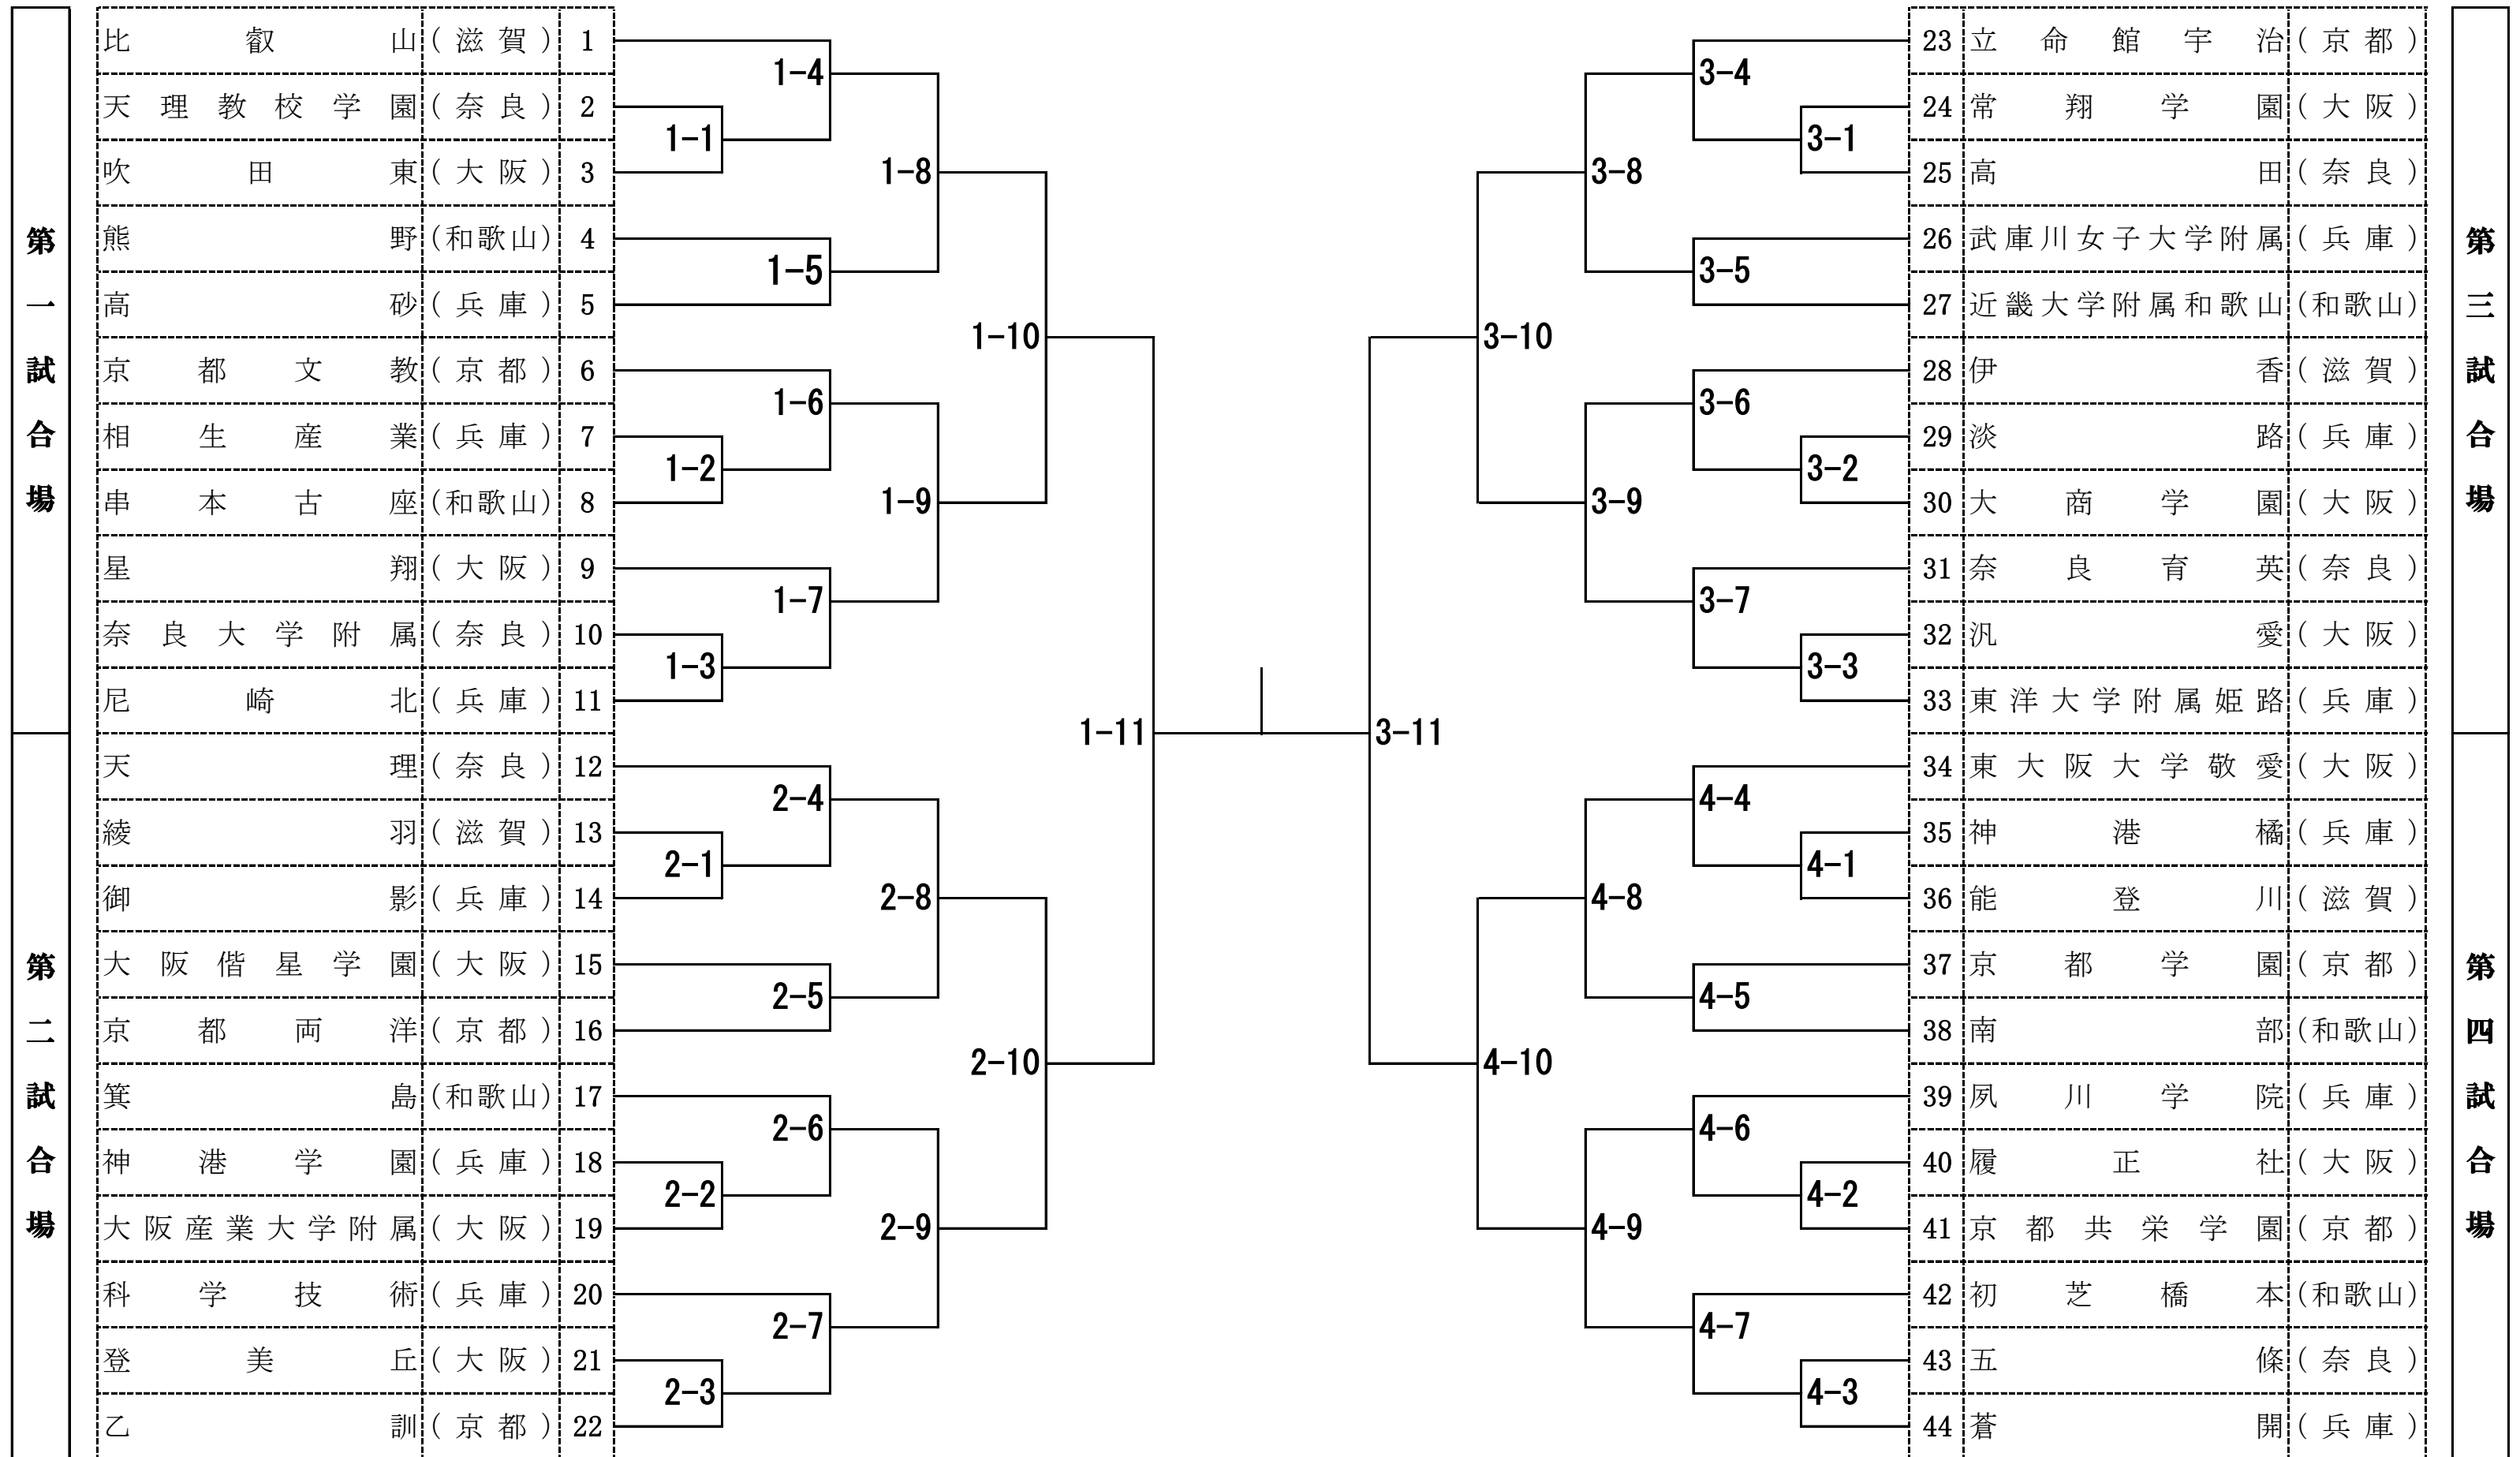 第一試合場
比叡山(滋賀) 1
天理教校学園(奈良) 2
吹田東(大阪) 3
熊野(和歌山) 4
高砂(兵庫) 5
京都文教(京都) 6
相生産業(兵庫) 7
串本古座(和歌山) 8
星翔(大阪) 9
奈良大学附属(奈良) 10
尼崎北(兵庫) 11
第二試合場
天理(奈良) 12
綾羽(滋賀) 13
御影(兵庫) 14
大阪偕星学園(大阪) 15
京都両洋(京都) 16
箕島(和歌山) 17
神港学園(兵庫) 18
大阪産業大学附属(大阪) 19
科学技術(兵庫) 20
登美丘(大阪) 21
乙訓(京都) 22
1-4
1-1
1-8
1-5
1-10
1-6
1-2
1-9
1-7
1-3
1-11
2-4
2-1
2-8
2-5
2-10
2-6
2-2
2-9
2-7
2-3
3-4
3-1
3-8
3-5
3-10
3-6
3-2
3-9
3-7
3-3
3-11
4-4
4-1
4-8
4-5
4-10
4-6
4-2
4-9
4-7
4-3
23 立命館宇治(京都)
24 常翔学園(大阪)
25 高田(奈良)
26 武庫川女子大学附属(兵庫)
27 近畿大学附属和歌山(和歌山)
28 伊香(滋賀)
29 淡路(兵庫)
30 大商学園(大阪)
31 奈良育英(奈良)
32 汎愛(大阪)
33 東洋大学附属姫路(兵庫)
第三試合場
34 東大阪大学敬愛(大阪)
35 神港橘(兵庫)
36 能登川(滋賀)
37 京都学園(京都)
38 南部(和歌山)
39 夙川学院(兵庫)
40 履正社(大阪)
41 京都共栄学園(京都)
42 初芝橋本(和歌山)
43 五條(奈良)
44 蒼開(兵庫)
第四試合場